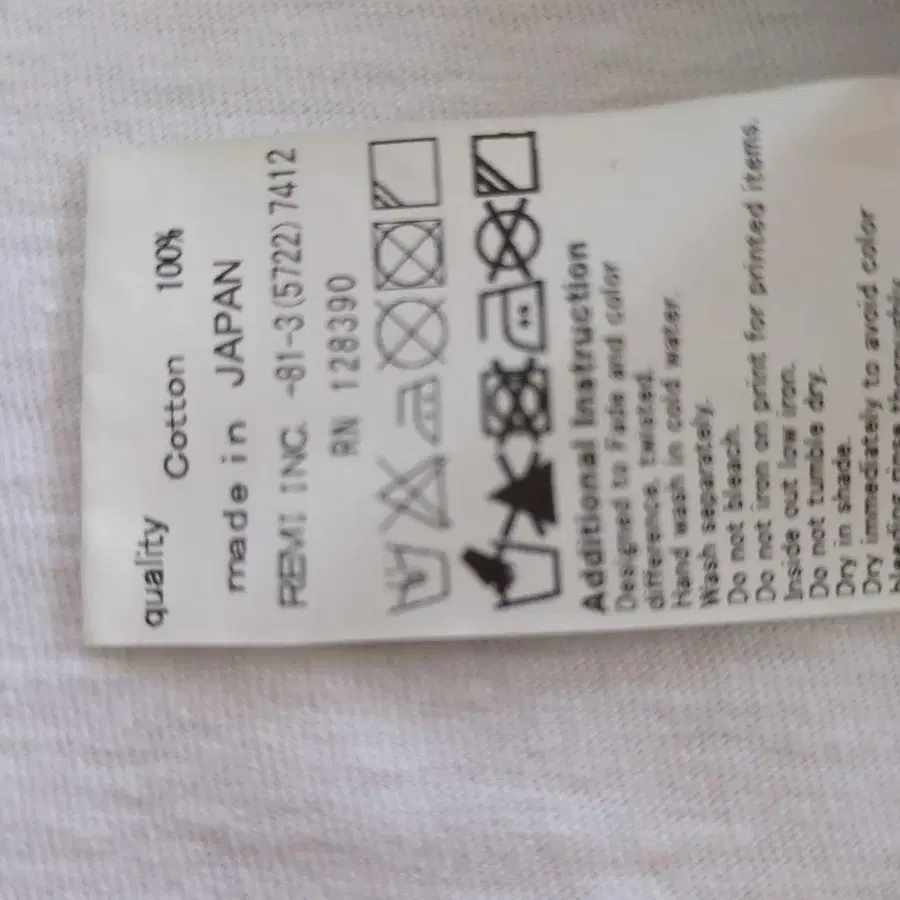 quality Cotton 100%
made in JAPAN
REMI INC. -81-3(5722)7412
RN 128390
Additional Instruction
Designed to Fade and color
difference, twisted.
Hand wash in cold water.
Wash separately.
Do not bleach.
Do not iron on print for printed items.
Inside out low iron.
Do not tumble dry.
Dry in shade.
Dry immediately to avoid color